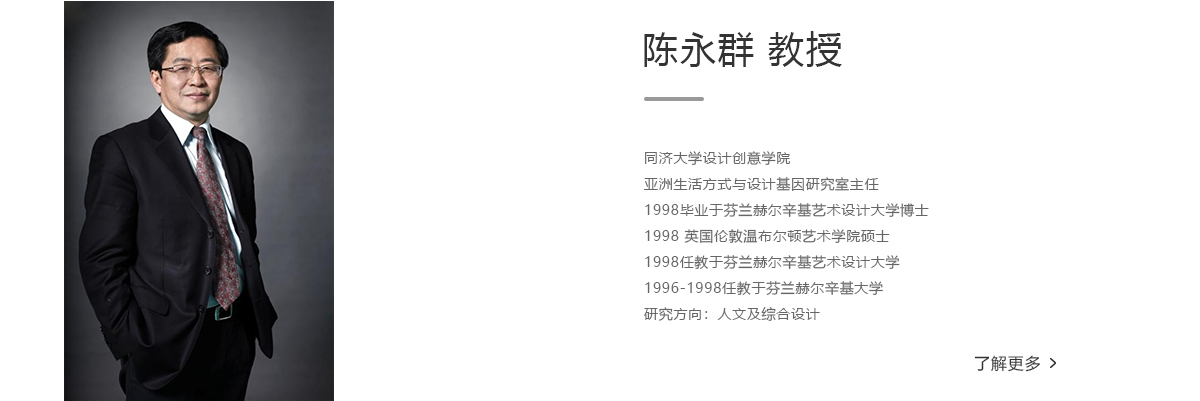 陈永群 教授
同济大学设计创意学院
亚洲生活方式与设计基因研究室主任
1998毕业于芬兰赫尔辛基艺术设计大学博士
1998 英国伦敦温布尔顿艺术学院硕士
1998任教于芬兰赫尔辛基艺术设计大学
1996-1998任教于芬兰赫尔辛基大学
研究方向：人文及综合设计
了解更多 >